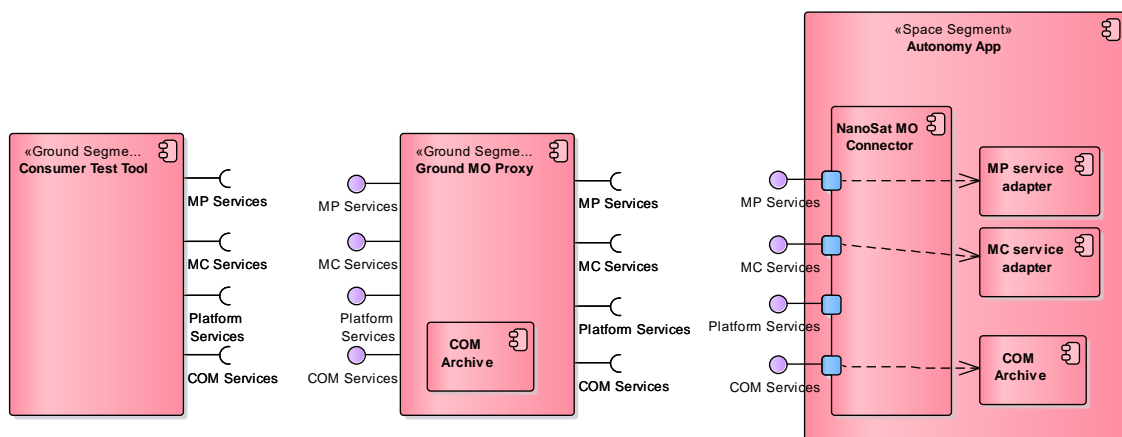 «Ground Segme...
Consumer Test Tool
MP Services
MC Services
Platform
Services
COM Services
«Ground Segme...
Ground MO Proxy
MP Services
MC Services
Platform
Services
COM Services
COM
Archive
MP Services
MC Services
Platform Services
COM Services
«Space Segment»
Autonomy App
NanoSat MO
Connector
MP Services
MC Services
Platform Services
COM Services
MP service
adapter
MC service
adapter
COM
Archive